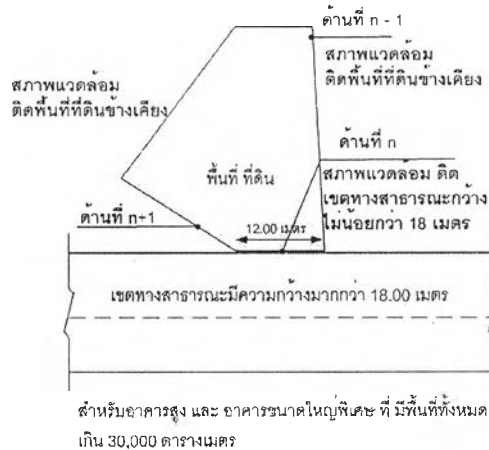 ด้านที่ n - 1
สภาพแวดล้อม
ติดพื้นที่ที่ดินข้างเคียง
สภาพแวดล้อม
ติดพื้นที่ที่ดินข้างเคียง
ด้านที่ n
พื้นที่ ที่ดิน
สภาพแวดล้อม ติด
เขตทางสาธารณะกว้าง
ไม่น้อยกว่า 18 เมตร
ด้านที่ n+1
12.00 เมตร
เขตทางสาธารณะมีความกว้างมากกว่า 18.00 เมตร
สำหรับอาคารสูง และ อาคารขนาดใหญ่พิเศษ ที่ มีพื้นที่ทั้งหมด
เกิน 30,000 ตารางเมตร